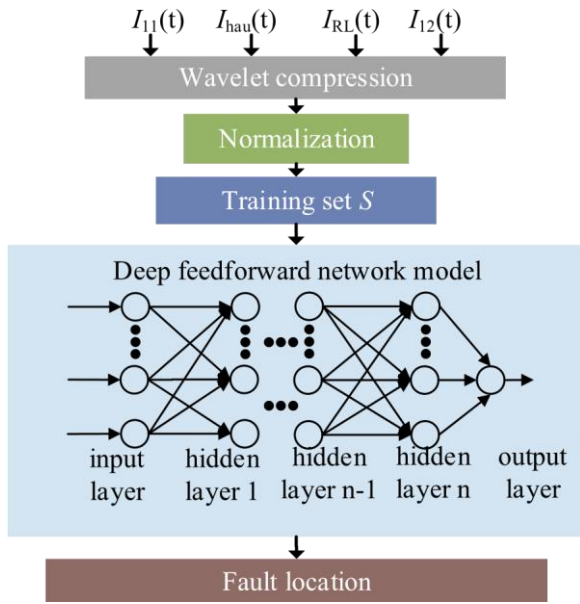 I11(t) Ihau(t) IRL(t) I12(t)
Wavelet compression
Normalization
Training set S
Deep feedforward network model
input hidden hidden hidden output
layer layer 1 layer n-1 layer n layer
Fault location